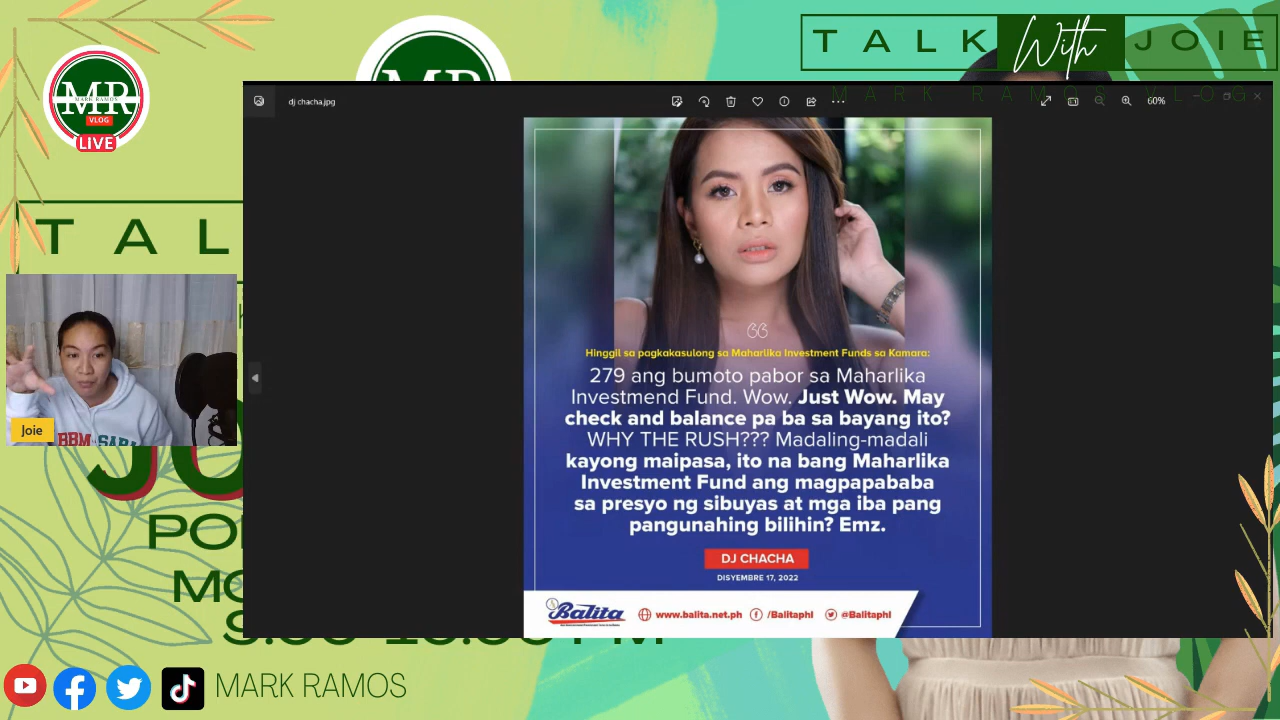 TALK
With
JOIE
MARK RAMOS VLOG
MR
MARK RAMOS
VLOG
LIVE
MR
dj chacha.jpg
60%
TAL
Joie
BBM SARA
Hinggil sa pagkakasulong sa Maharlika Investment Funds sa Kamara:
279 ang bumoto pabor sa Maharlika
Investmend Fund. Wow. Just Wow. May
check and balance pa ba sa bayang ito?
WHY THE RUSH??? Madaling-madali
kayong maipasa, ito na bang Maharlika
Investment Fund ang magpapababa
sa presyo ng sibuyas at mga iba pang
pangunahing bilihin? Emz.
DJ CHACHA
DISYEMBRE 17, 2022
Balita
www.balita.net.ph
/Balitaphl
@Balitaphl
MARK RAMOS